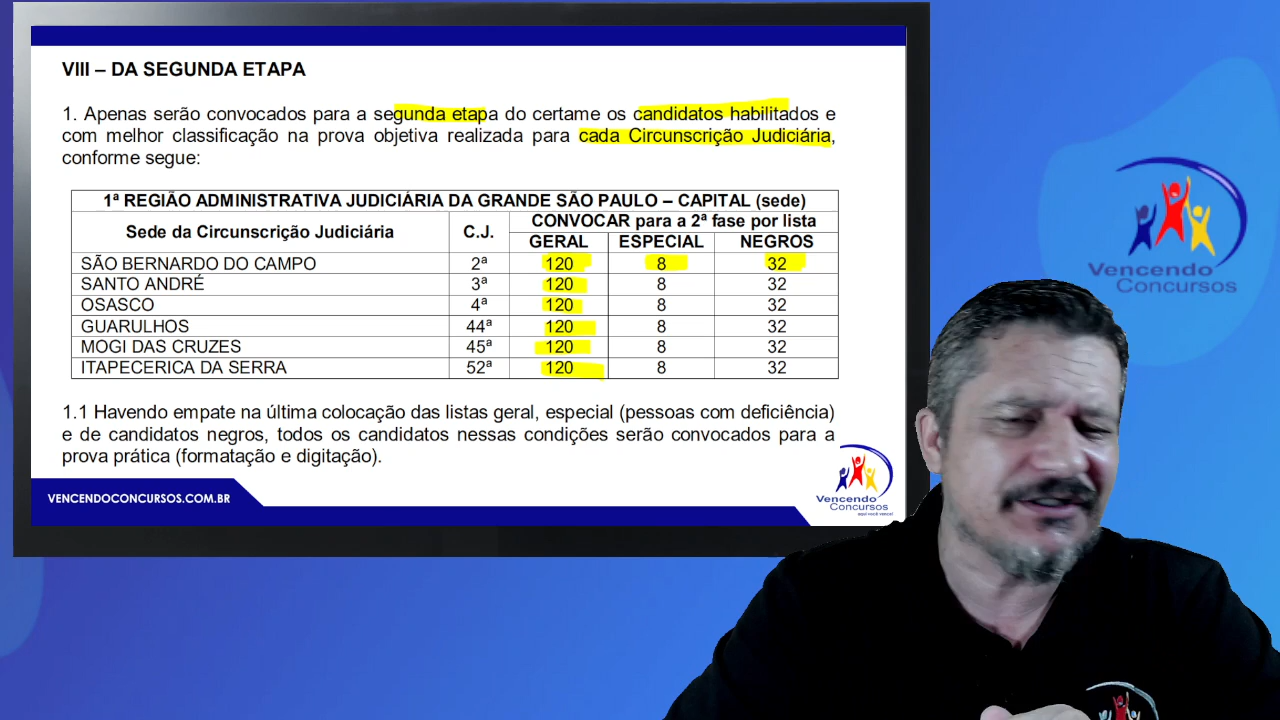 VIII – DA SEGUNDA ETAPA
1. Apenas serão convocados para a segunda etapa do certame os candidatos habilitados e
com melhor classificação na prova objetiva realizada para cada Circunscrição Judiciária,
conforme segue:
1ª REGIÃO ADMINISTRATIVA JUDICIÁRIA DA GRANDE SÃO PAULO – CAPITAL (sede)
Sede da Circunscrição Judiciária C.J. CONVOCAR para a 2ª fase por lista
GERAL ESPECIAL NEGROS
SÃO BERNARDO DO CAMPO 2ª 120 8 32
SANTO ANDRÉ 3ª 120 8 32
OSASCO 4ª 120 8 32
GUARULHOS 44ª 120 8 32
MOGI DAS CRUZES 45ª 120 8 32
ITAPECERICA DA SERRA 52ª 120 8 32
1.1 Havendo empate na última colocação das listas geral, especial (pessoas com deficiência)
e de candidatos negros, todos os candidatos nessas condições serão convocados para a
prova prática (formatação e digitação).
VENCENDOCONCURSOS.COM.BR
Vencendo
Concursos
aqui você vence!
Vencendo
Concursos